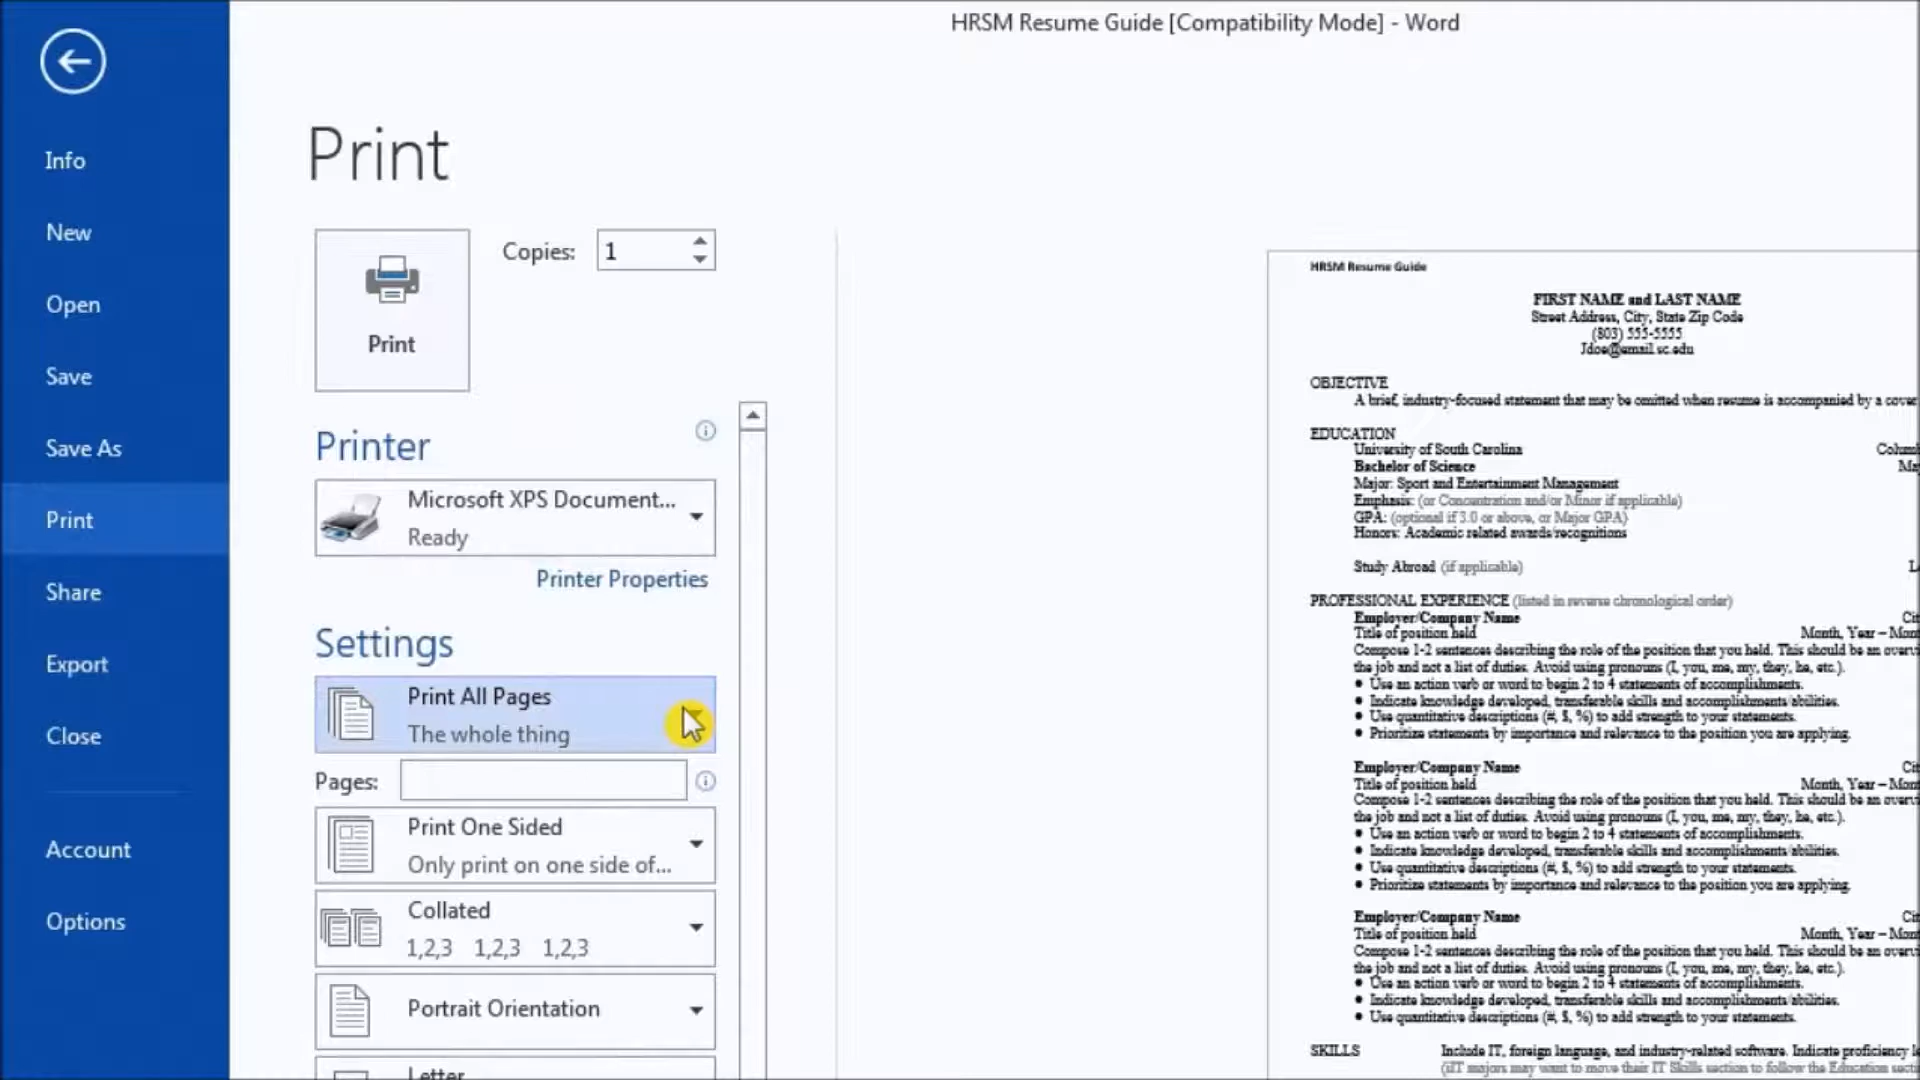 HRSM Resume Guide [Compatibility Mode] - Word
Info
New
Open
Save
Save As
Print
Share
Export
Close
Account
Options
Print
Print
Copies: 1
Printer
Microsoft XPS Document...
Ready
Printer Properties
Settings
Print All Pages
The whole thing
Pages:
Print One Sided
Only print on one side of...
Collated
1,2,3 1,2,3 1,2,3
Portrait Orientation
Letter
HRSM Resume Guide
FIRST NAME and LAST NAME
Street Address, City, State Zip Code
(803) 555-5555
Jdoe@email.sc.edu
OBJECTIVE
A brief, industry-focused statement that may be omitted when resume is accompanied by a cover
EDUCATION
University of South Carolina
Bachelor of Science
Major: Sport and Entertainment Management
Emphasis: (or Concentration and/or Minor if applicable)
GPA: (optional if 3.0 or above, or Major GPA)
Honors: Academic related awards/recognitions
Study Abroad (if applicable)
PROFESSIONAL EXPERIENCE (listed in reverse chronological order)
Employer/Company Name
Title of position held Month, Year –
Compose 1-2 sentences describing the role of the position that you held. This should be an
the job and not a list of duties. Avoid using pronouns (I, you, me, my, they, he, etc.).
• Use an action verb or word to begin 2 to 4 statements of accomplishments.
• Indicate knowledge developed, transferable skills and accomplishments/abilities.
• Use quantitative descriptions (#, $, %) to add strength to your statements.
• Prioritize statements by importance and relevance to the position you are applying.
Employer/Company Name
Title of position held Month, Year –
Compose 1-2 sentences describing the role of the position that you held. This should be an
the job and not a list of duties. Avoid using pronouns (I, you, me, my, they, he, etc.).
• Use an action verb or word to begin 2 to 4 statements of accomplishments.
• Indicate knowledge developed, transferable skills and accomplishments/abilities.
• Use quantitative descriptions (#, $, %) to add strength to your statements.
• Prioritize statements by importance and relevance to the position you are applying.
Employer/Company Name
Title of position held Month, Year –
Compose 1-2 sentences describing the role of the position that you held. This should be an
the job and not a list of duties. Avoid using pronouns (I, you, me, my, they, he, etc.).
• Use an action verb or word to begin 2 to 4 statements of accomplishments.
• Indicate knowledge developed, transferable skills and accomplishments/abilities.
• Use quantitative descriptions (#, $, %) to add strength to your statements.
SKILLS Include IT, foreign language, and industry-related software. Indicate proficiency
(iIT majors may want to move their IT Skills section to follow the Education